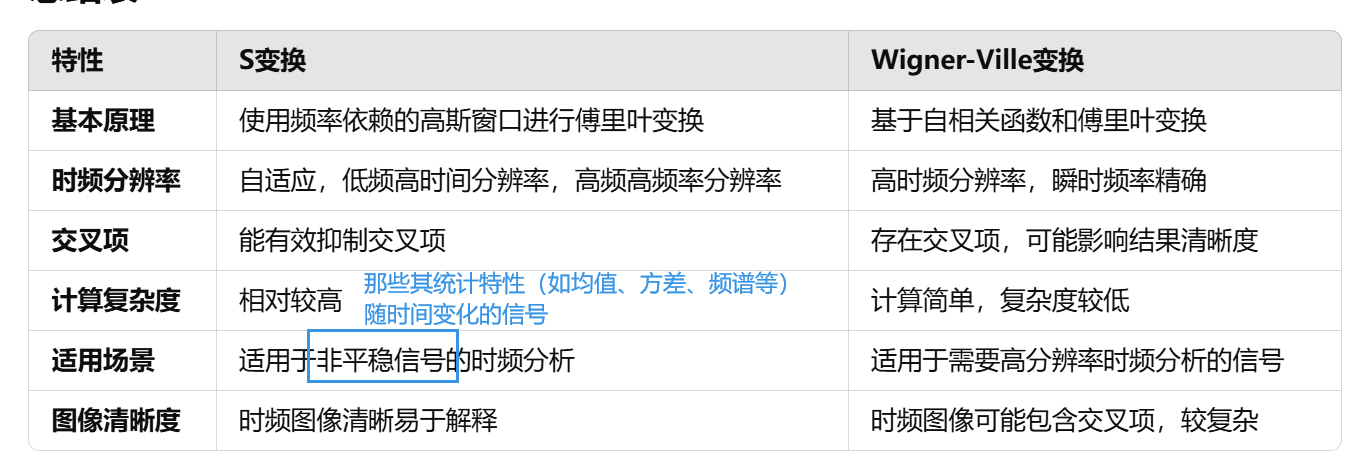 特性 S变换 Wigner-Ville变换
基本原理 使用频率依赖的高斯窗口进行傅里叶变换 基于自相关函数和傅里叶变换
时频分辨率 自适应，低频高时间分辨率，高频高频率分辨率 高时频分辨率，瞬时频率精确
交叉项 能有效抑制交叉项 存在交叉项，可能影响结果清晰度
那些其统计特性（如均值、方差、频谱等）
计算复杂度 相对较高 计算简单，复杂度较低
随时间变化的信号
适用场景 适用于非平稳信号的时频分析 适用于需要高分辨率时频分析的信号
图像清晰度 时频图像清晰易于解释 时频图像可能包含交叉项，较复杂